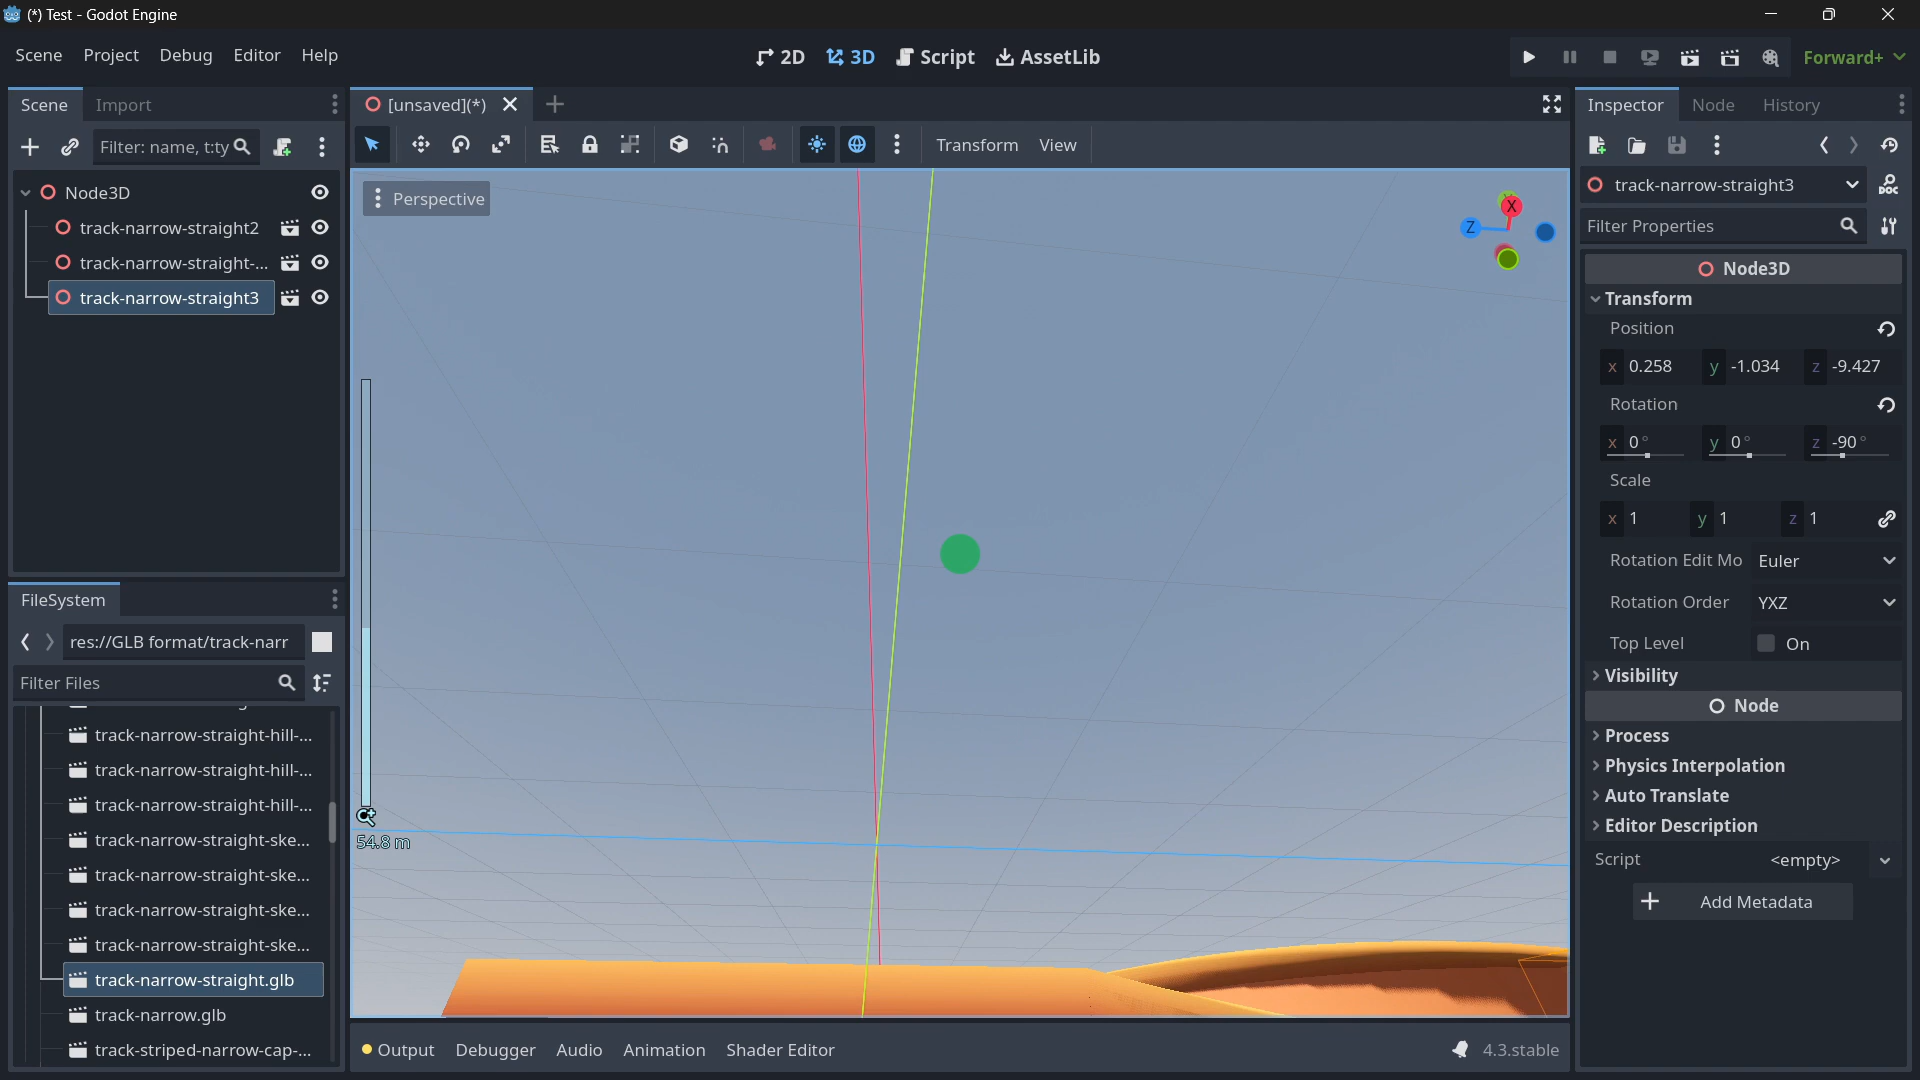 (*) Test - Godot Engine
Scene Project Debug Editor Help
2D 3D Script AssetLib
Forward+
Scene Import
[unsaved](*)
Inspector Node History
Filter: name, t:ty
Transform View
Node3D
track-narrow-straight2
track-narrow-straight-...
track-narrow-straight3
Perspective
X
Z
54.8 m
track-narrow-straight3
Filter Properties
Node3D
Transform
Position
x 0.258 y -1.034 z -9.427
Rotation
x 0° y 0° z -90°
Scale
x 1 y 1 z 1
Rotation Edit Mo Euler
Rotation Order YXZ
Top Level On
Visibility
Node
Process
Physics Interpolation
Auto Translate
Editor Description
Script <empty>
Add Metadata
FileSystem
res://GLB format/track-narr
Filter Files
track-narrow-straight-hill-...
track-narrow-straight-hill-...
track-narrow-straight-hill-...
track-narrow-straight-ske...
track-narrow-straight-ske...
track-narrow-straight-ske...
track-narrow-straight-ske...
track-narrow-straight.glb
track-narrow.glb
track-striped-narrow-cap-...
Output Debugger Audio Animation Shader Editor
4.3.stable